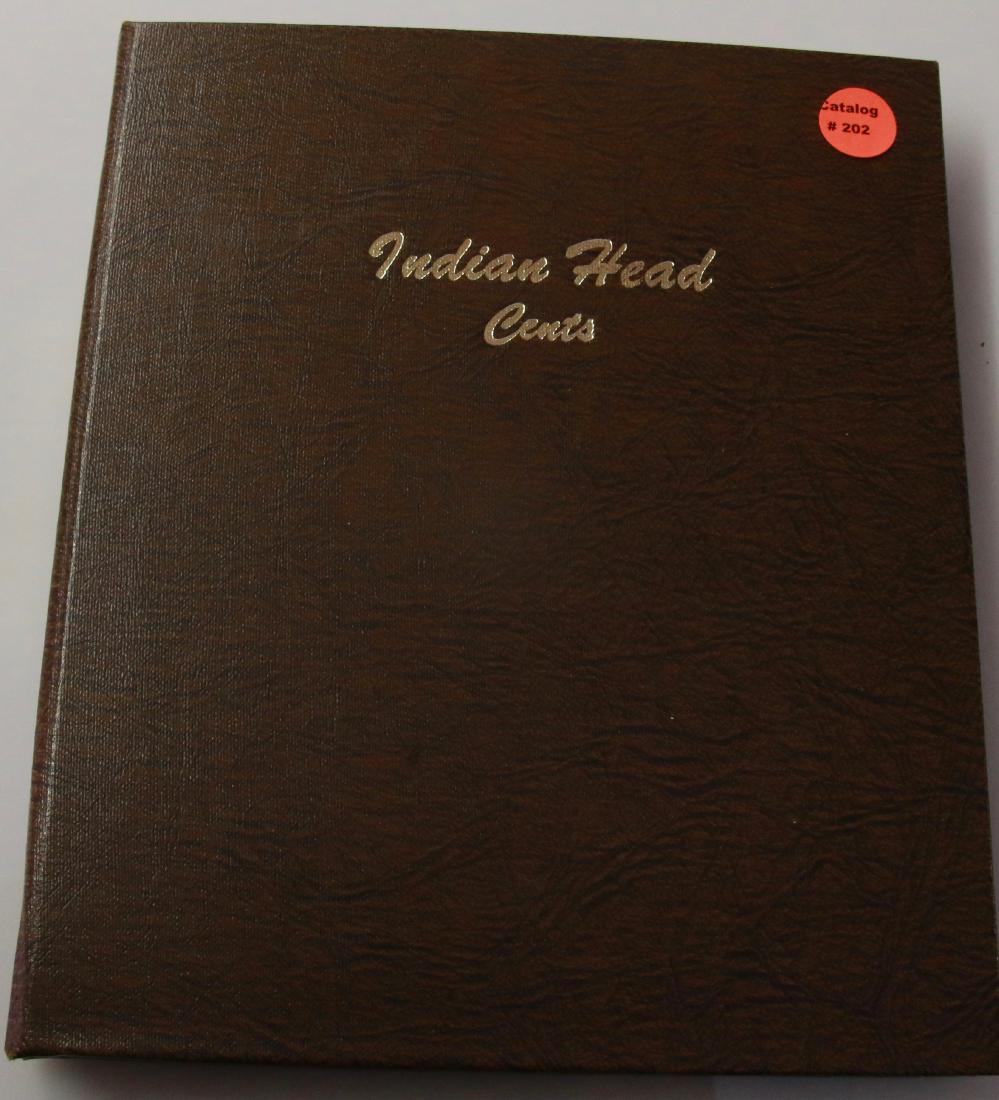 Catalog
# 202
Indian Head
Cents